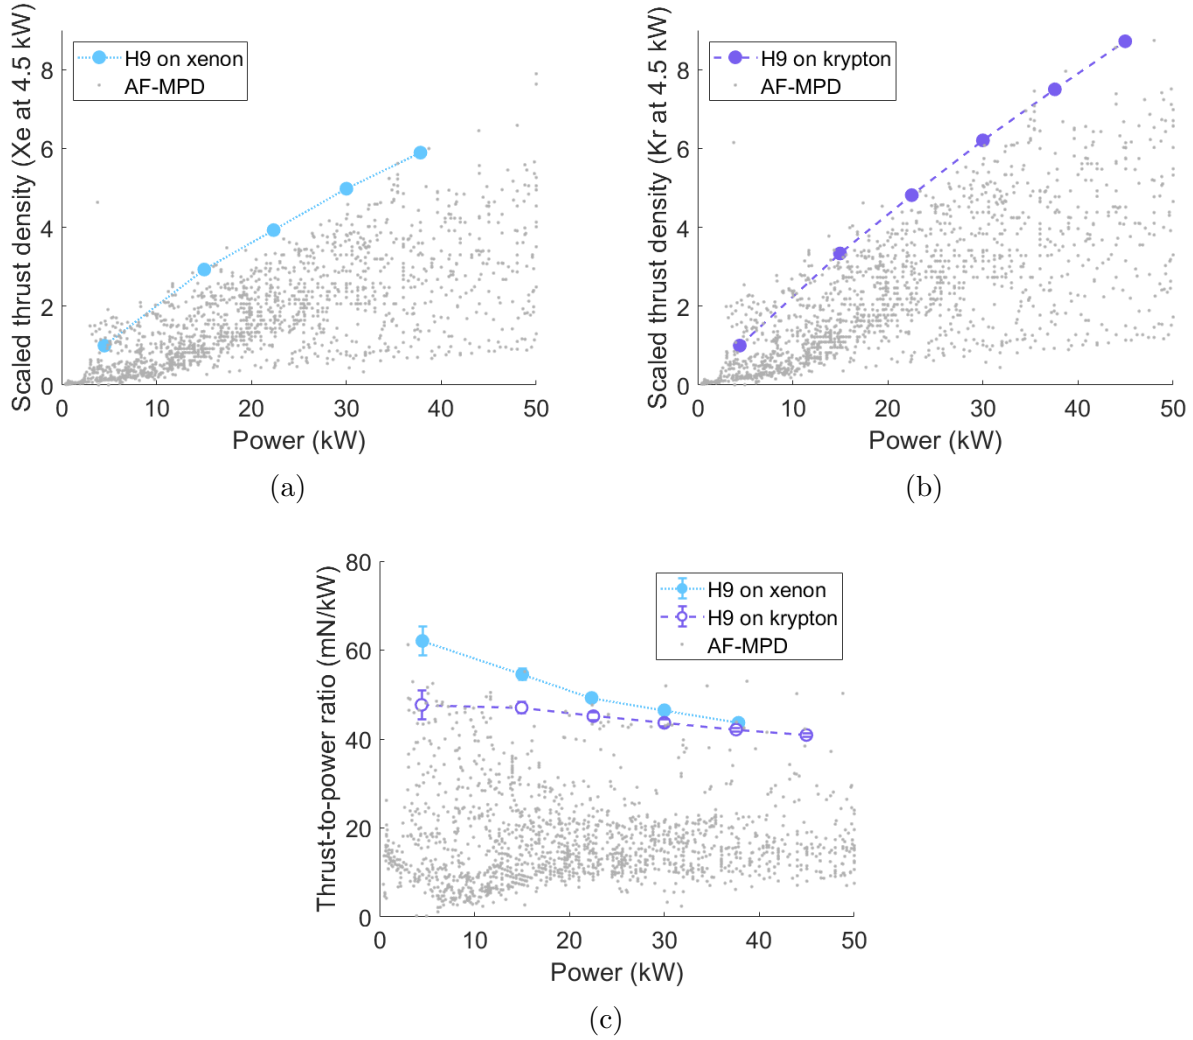 Scaled thrust density (Xe at 4.5 kW)
8
6
4
2
0
H9 on xenon
AF-MPD
0 10 20 30 40 50
Power (kW)
(a)
Scaled thrust density (Kr at 4.5 kW)
8
6
4
2
0
H9 on krypton
AF-MPD
0 10 20 30 40 50
Power (kW)
(b)
Thrust-to-power ratio (mN/kW)
80
60
40
20
0
H9 on xenon
H9 on krypton
AF-MPD
0 10 20 30 40 50
Power (kW)
(c)